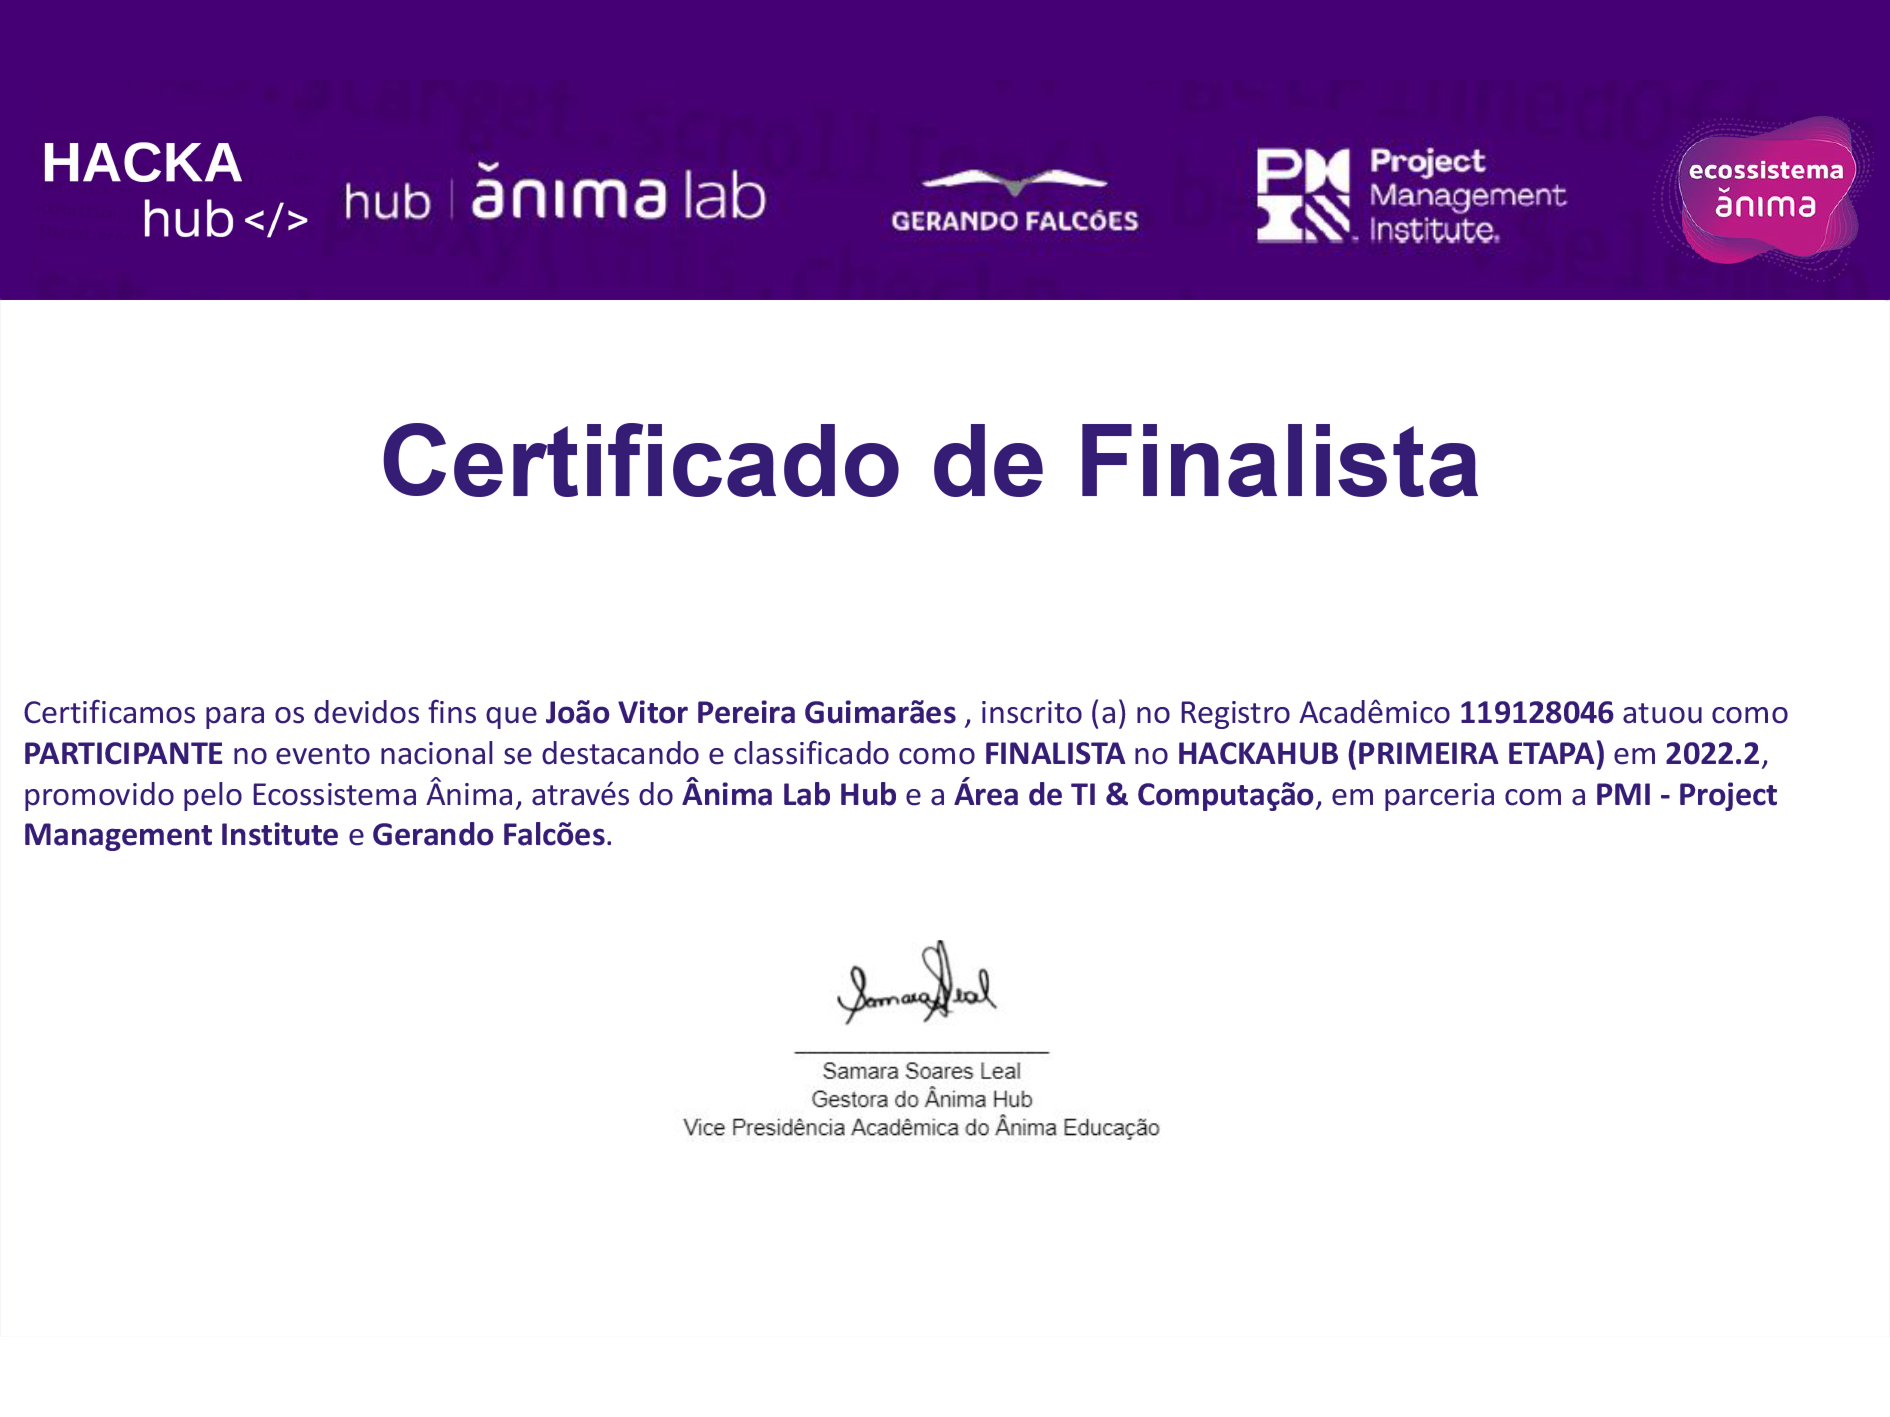 HACKA
hub </>
hub | ănıma lab
GERANDO FALCÕES
Project
Management
Institute.
ecossistema
ănıma
Certificado de Finalista
Certificamos para os devidos fins que João Vitor Pereira Guimarães , inscrito (a) no Registro Acadêmico 119128046 atuou como
PARTICIPANTE no evento nacional se destacando e classificado como FINALISTA no HACKAHUB (PRIMEIRA ETAPA) em 2022.2,
promovido pelo Ecossistema Ânima, através do Ânima Lab Hub e a Área de TI & Computação, em parceria com a PMI - Project
Management Institute e Gerando Falcões.
Samara Leal
Samara Soares Leal
Gestora do Ânima Hub
Vice Presidência Acadêmica do Ânima Educação